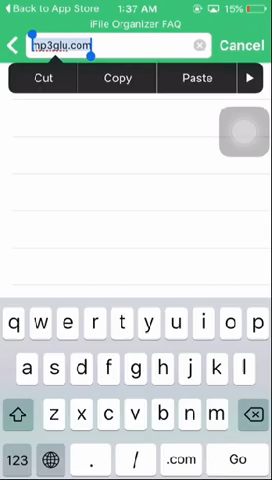 Back to App Store 1:37 AM 15%
iFile Organizer FAQ
mp3glu.com Cancel
Cut Copy Paste
q w e r t y u i o p
a s d f g h j k l
z x c v b n m
123 . / .com Go